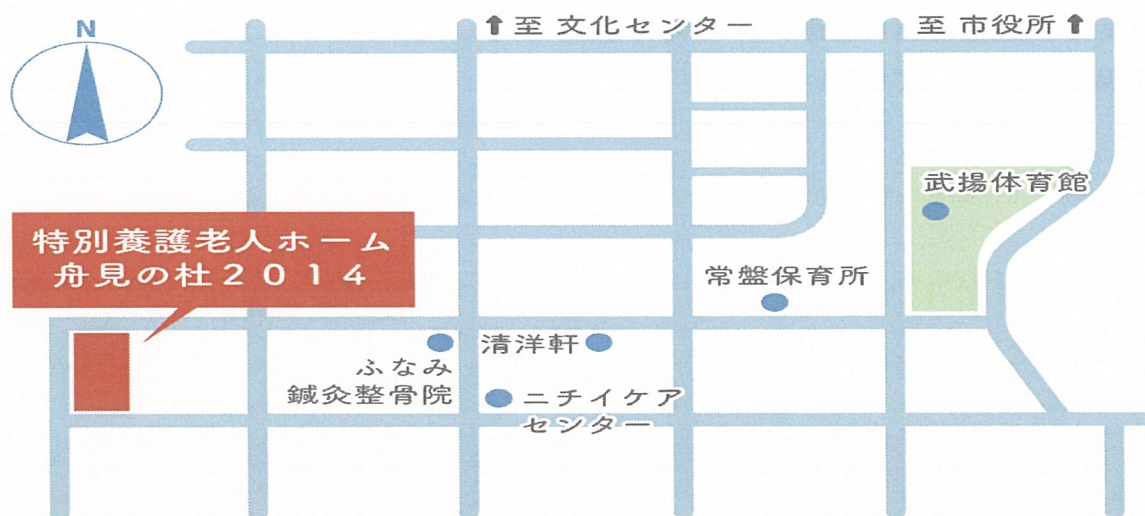 N
↑至 文化センター
至 市役所↑
武揚体育館
特別養護老人ホーム
舟見の杜2014
常盤保育所
清洋軒
ふなみ
鍼灸整骨院
ニチイケア
センター